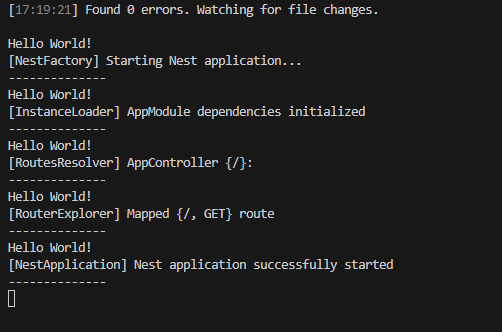 [17:19:21] Found 0 errors. Watching for file changes.
Hello World!
[NestFactory] Starting Nest application...
--------------
Hello World!
[InstanceLoader] AppModule dependencies initialized
--------------
Hello World!
[RoutesResolver] AppController {/}:
--------------
Hello World!
[RouterExplorer] Mapped {/, GET} route
--------------
Hello World!
[NestApplication] Nest application successfully started
--------------